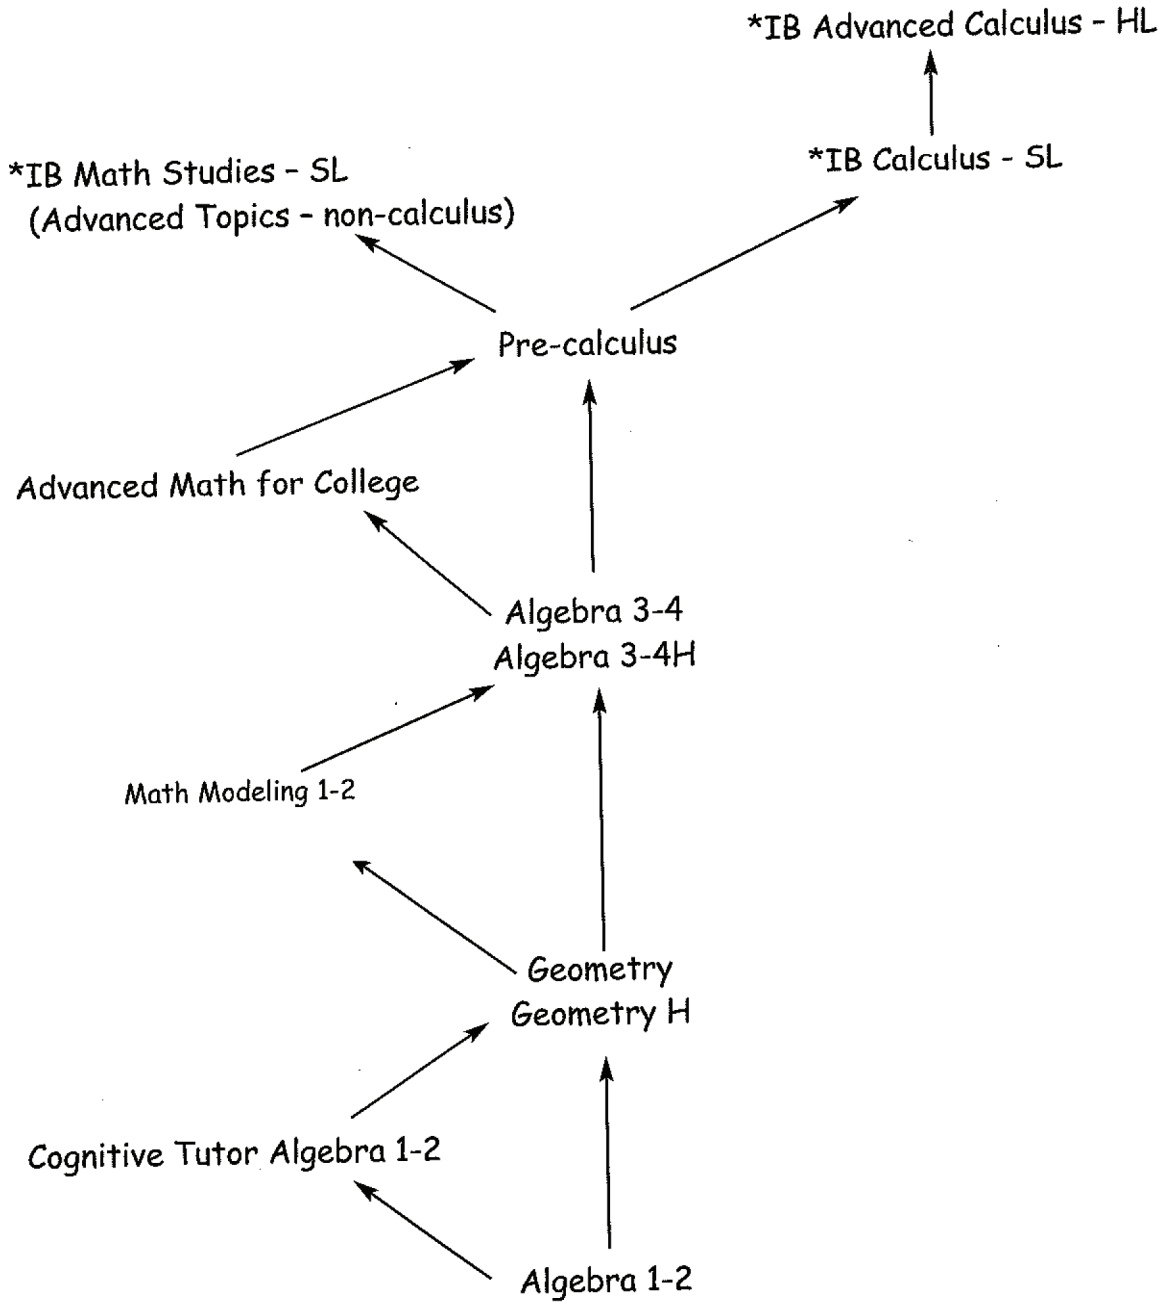 *IB Advanced Calculus - HL
*IB Calculus - SL
*IB Math Studies - SL
(Advanced Topics - non-calculus)
Pre-calculus
Advanced Math for College
Algebra 3-4
Algebra 3-4H
Math Modeling 1-2
Geometry
Geometry H
Cognitive Tutor Algebra 1-2
Algebra 1-2